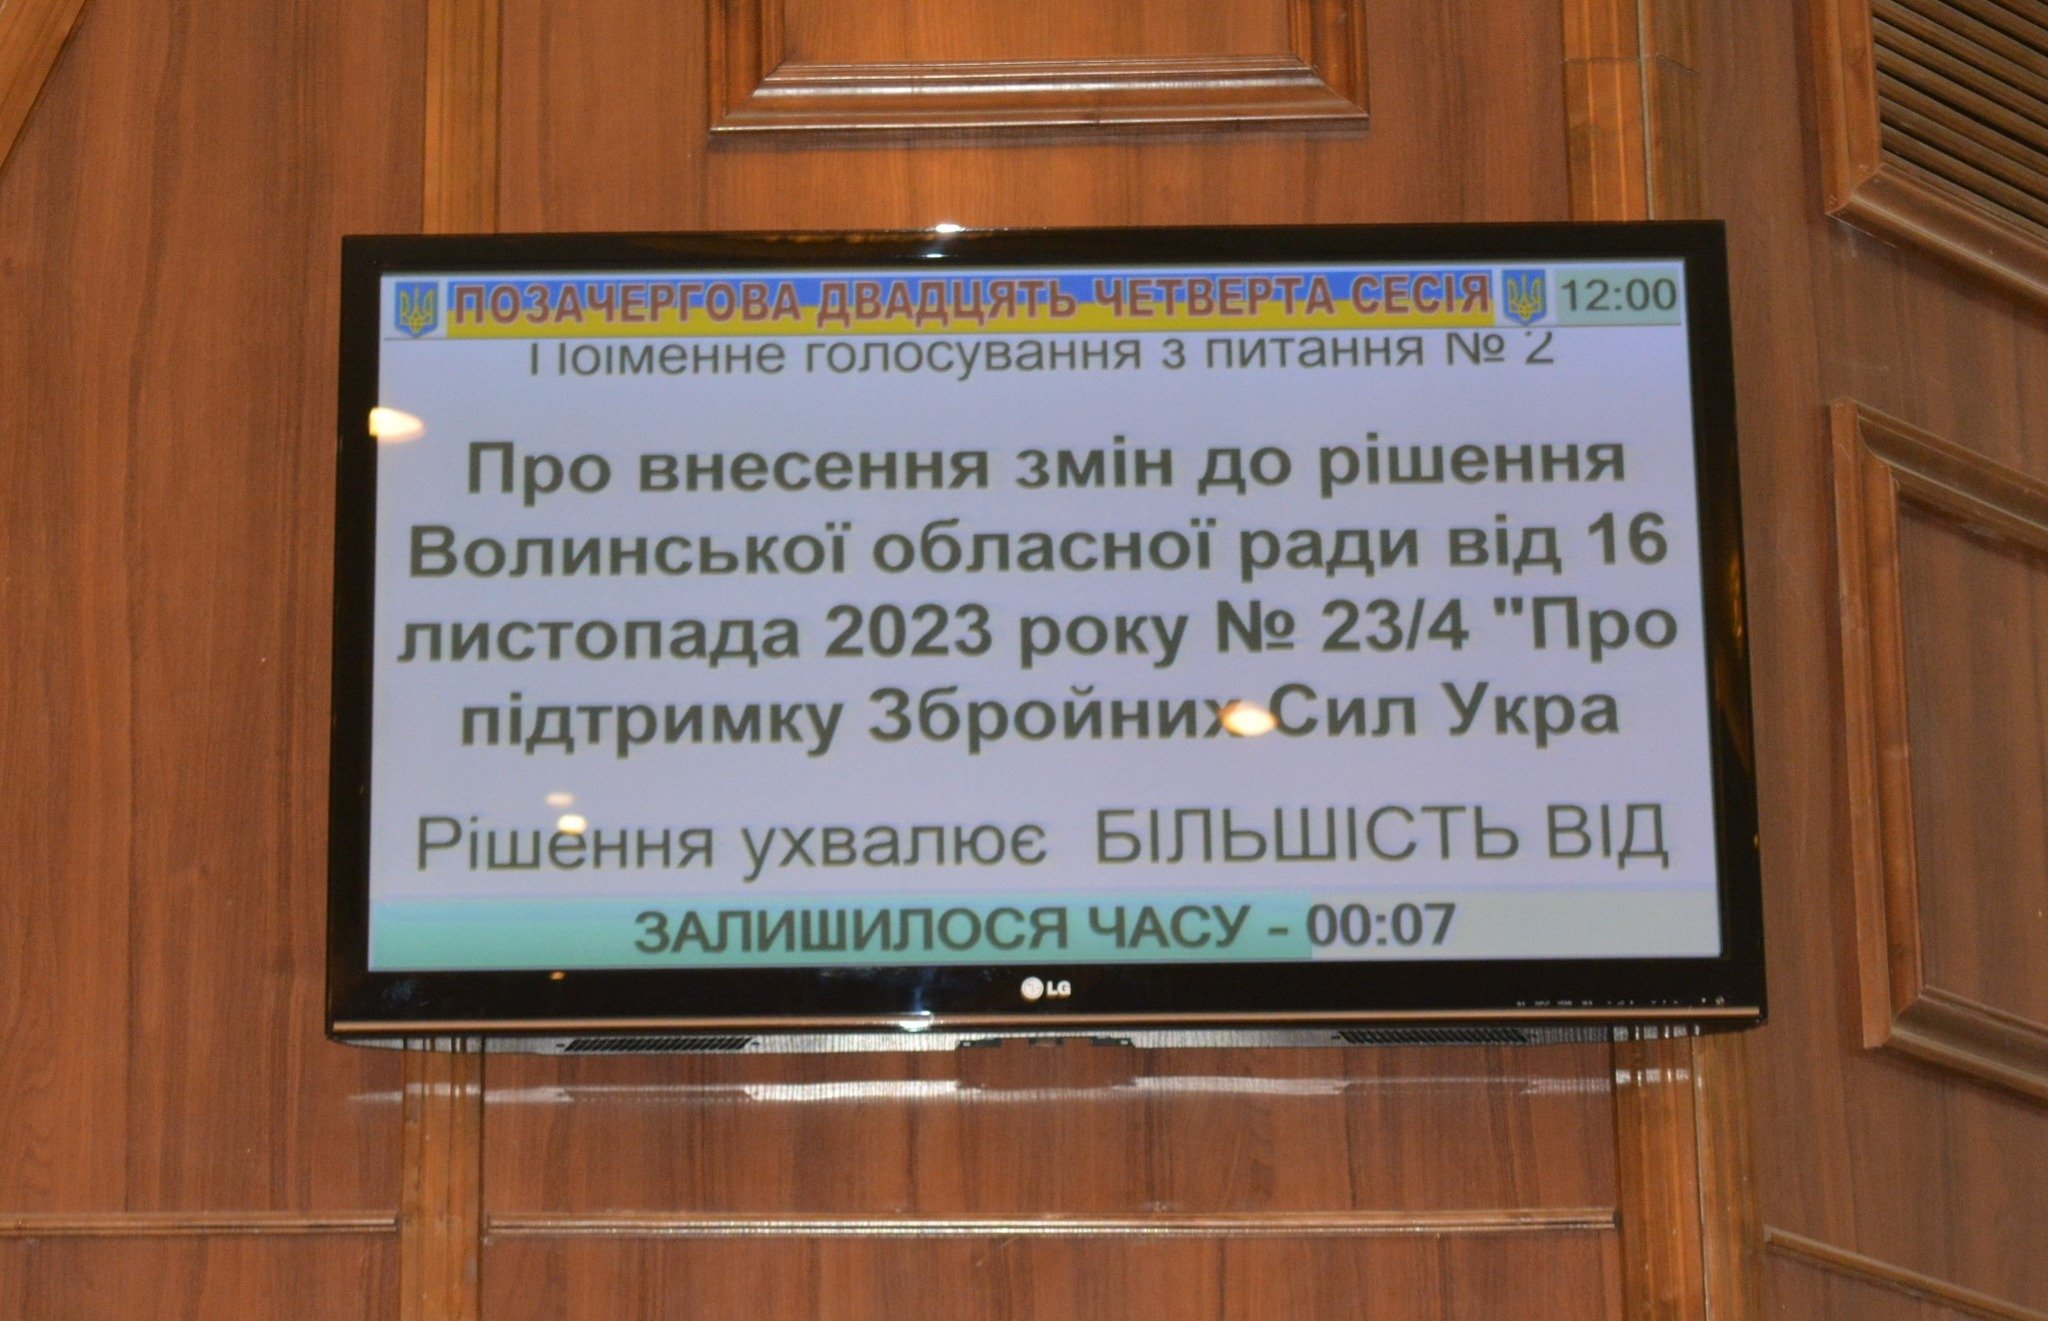 ПОЗАЧЕРГОВА ДВАДЦЯТЬ ЧЕТВЕРТА СЕСІЯ 12:00
Поіменне голосування з питання № 2
Про внесення змін до рішення
Волинської обласної ради від 16
листопада 2023 року № 23/4 "Про
підтримку Збройних Сил Укра
Рішення ухвалює БІЛЬШІСТЬ ВІД
ЗАЛИШИЛОСЯ ЧАСУ - 00:07
LG